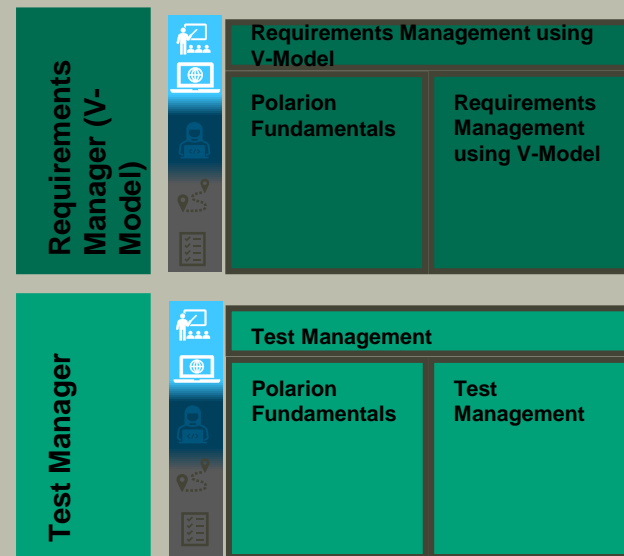 Requirements
Manager (V-
Model)
Requirements Management using
V-Model
Polarion
Fundamentals
Requirements
Management
using V-Model
Test Manager
Test Management
Polarion
Fundamentals
Test
Management